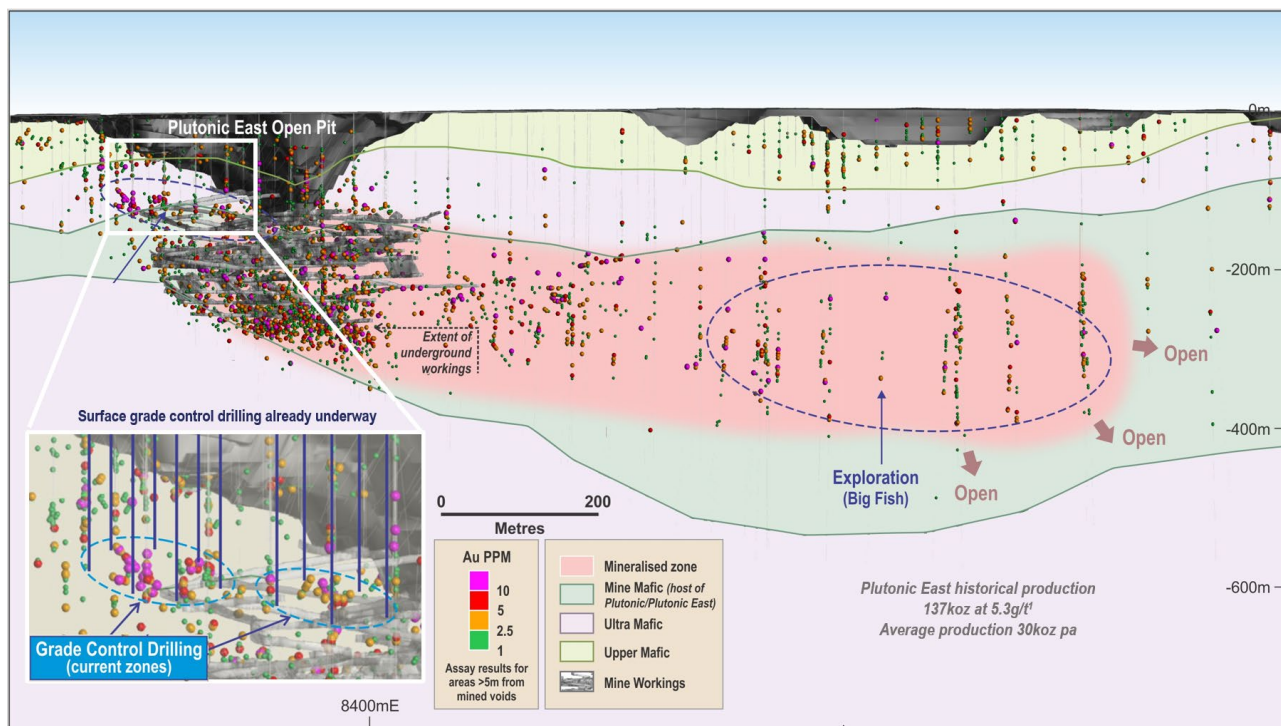 Plutonic East Open Pit
0m
-200m
Extent of
underground
workings
Open
Surface grade control drilling already underway
-400m
Open
Exploration
(Big Fish)
Open
0
200
Metres
Au PPM
10
5
2.5
1
Assay results for
areas >5m from
mined voids
Mineralised zone
Mine Mafic (host of
Plutonic/Plutonic East)
Ultra Mafic
Upper Mafic
Mine Workings
Plutonic East historical production
137koz at 5.3g/t¹
Average production 30koz pa
-600m
Grade Control Drilling
(current zones)
8400mE